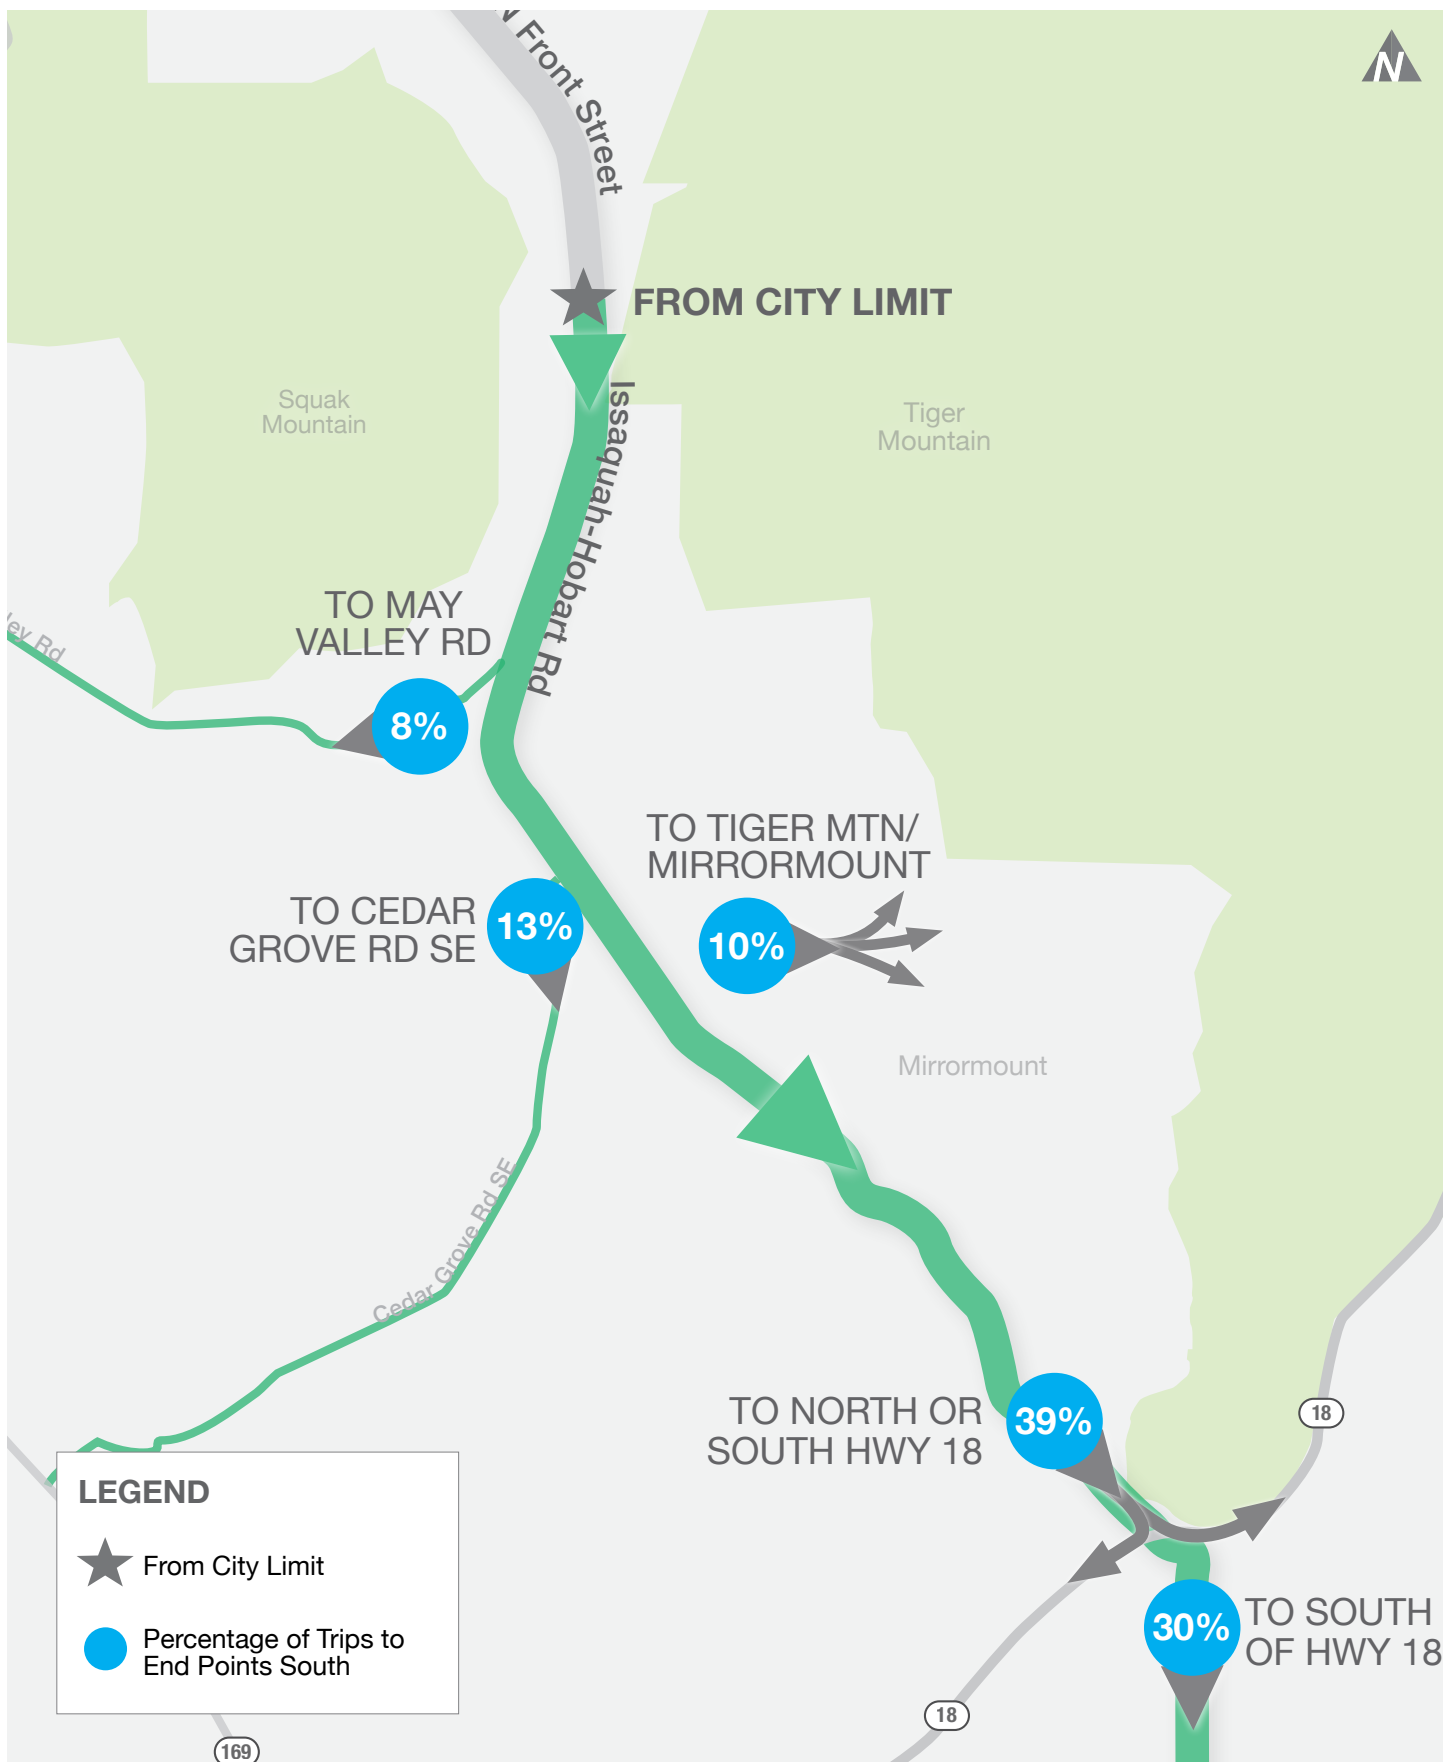 N
Front Street
FROM CITY LIMIT
Issaquah-Hobart Rd
Squak
Mountain
Tiger
Mountain
TO MAY
VALLEY RD
Rd
8%
TO TIGER MTN/
MIRRORMOUNT
10%
TO CEDAR
GROVE RD SE
13%
Mirrormount
Cedar Grove Rd SE
TO NORTH OR
SOUTH HWY 18
39%
18
30%
TO SOUTH
OF HWY 18
18
LEGEND
From City Limit
Percentage of Trips to
End Points South
169